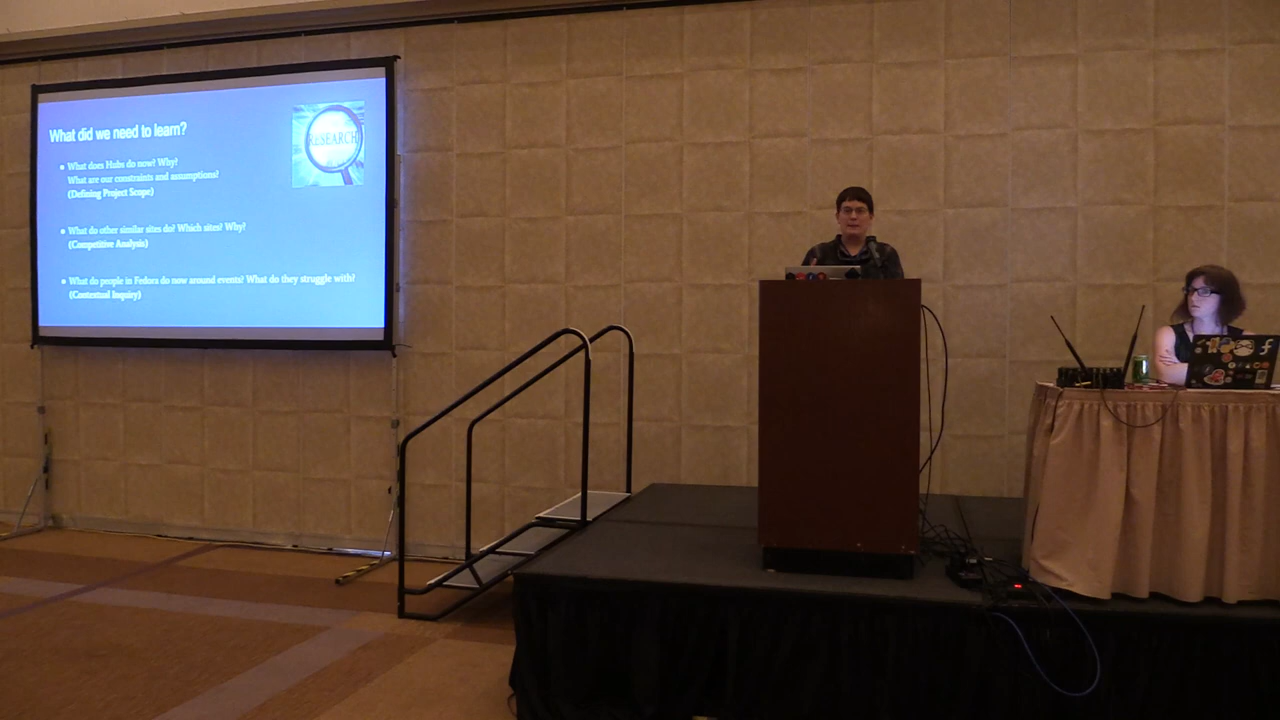 What did we need to learn?
RESEARCH
What does Hubs do now? Why?
What are our constraints and assumptions?
(Defining Project Scope)
What do other similar sites do? Which sites? Why?
(Competitive Analysis)
What do people in Fedora do now around events? What do they struggle with?
(Contextual Inquiry)